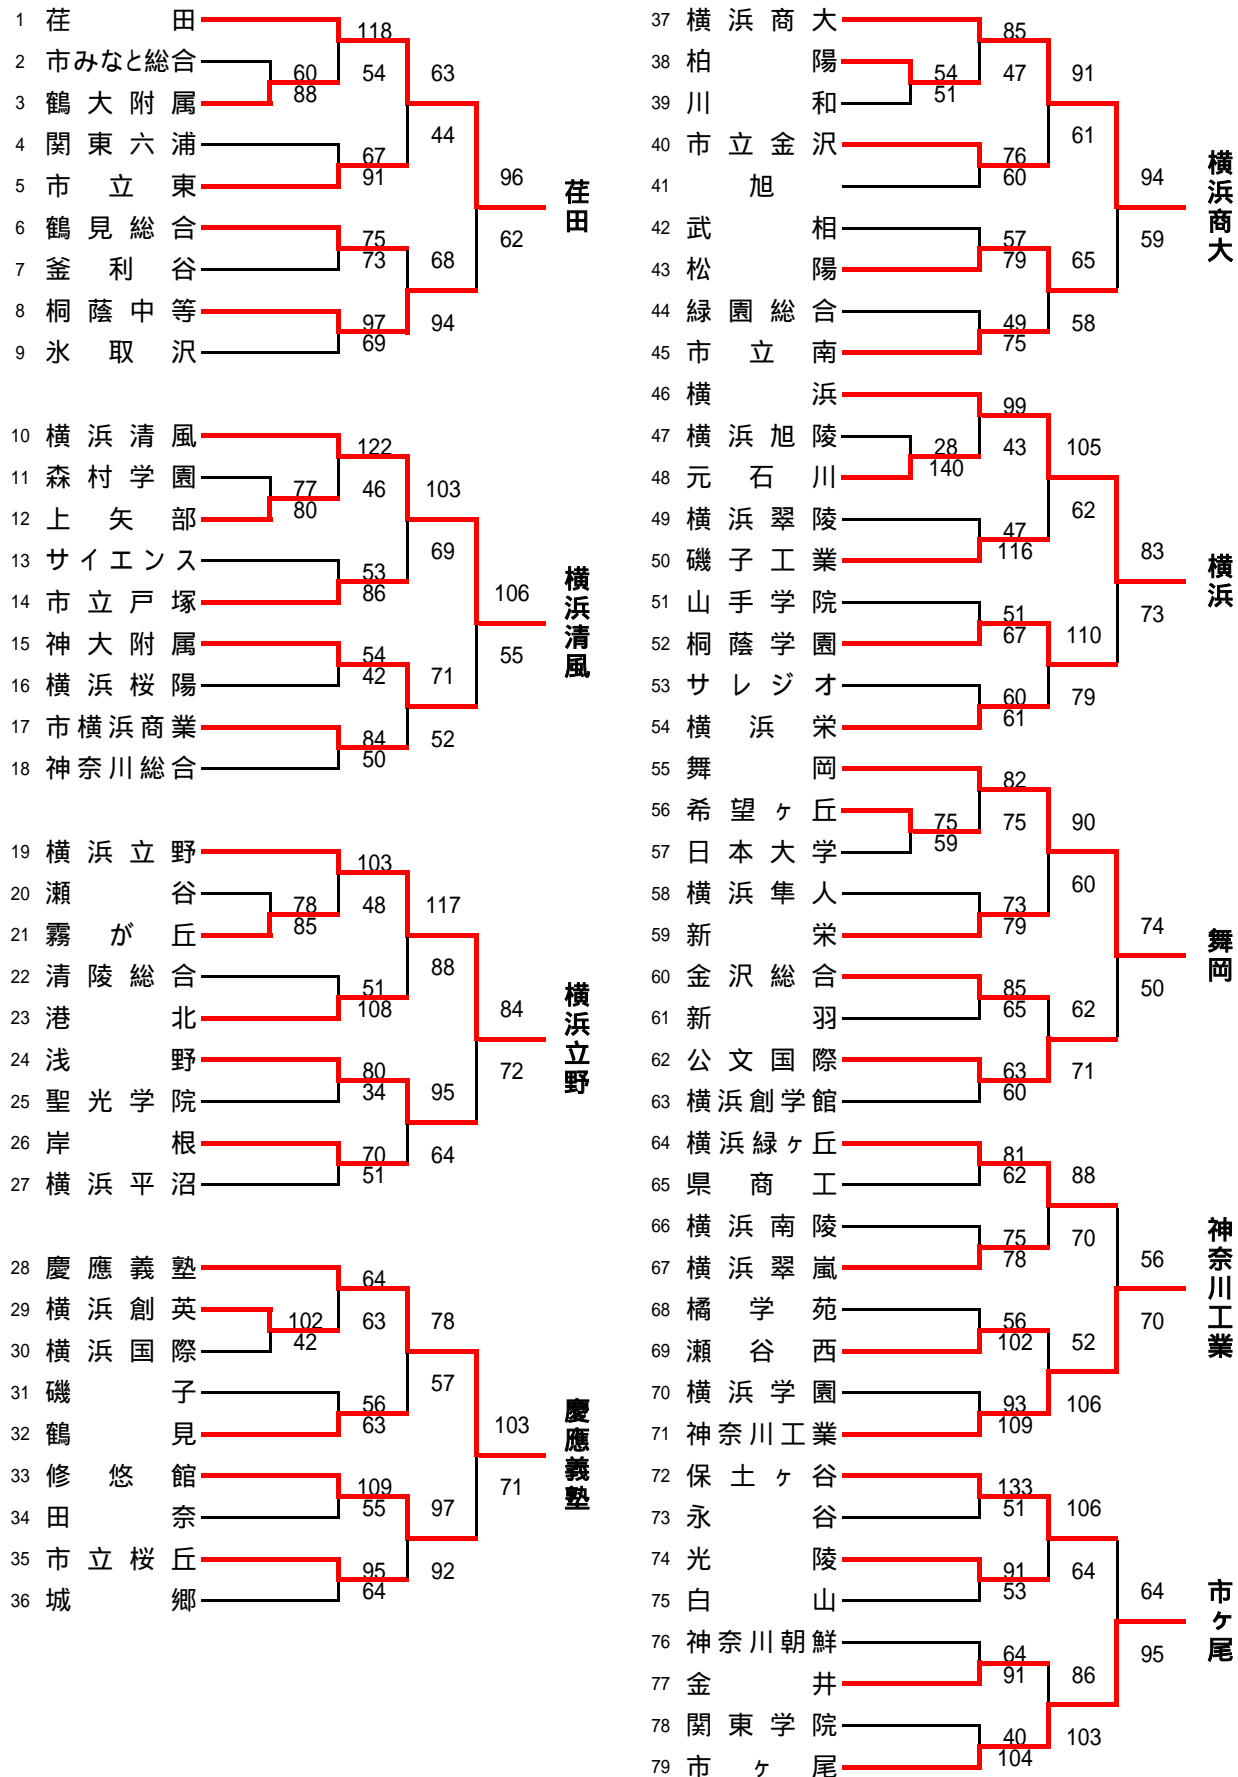 1 荏田
2 市みなと総合
3 鶴大附属
4 関東六浦
5 市立東
6 鶴見総合
7 釜利谷
8 桐蔭中等
9 氷取沢
118
54
60
88
67
91
75
73
97
69
63
44
68
94
96
62
荏田
10 横浜清風
11 森村学園
12 上矢部
13 サイエンス
14 市立戸塚
15 神大附属
16 横浜桜陽
17 市横浜商業
18 神奈川総合
122
46
77
80
53
86
54
42
84
50
103
69
71
52
106
55
横浜清風
19 横浜立野
20 瀬谷
21 霧が丘
22 清陵総合
23 港北
24 浅野
25 聖光学院
26 岸根
27 横浜平沼
103
48
78
85
51
108
80
34
70
51
117
88
95
64
84
72
横浜立野
28 慶應義塾
29 横浜創英
30 横浜国際
31 磯子
32 鶴見
33 修悠館
34 田奈
35 市立桜丘
36 城郷
64
63
102
42
56
63
109
55
95
64
78
57
97
92
103
71
慶應義塾
37 横浜商大
38 柏陽
39 川和
40 市立金沢
41 旭
42 武相
43 松陽
44 緑園総合
45 市立南
85
47
54
51
76
60
57
79
49
75
91
61
65
58
94
59
横浜商大
46 横浜
47 横浜旭陵
48 元石川
49 横浜翠陵
50 磯子工業
51 山手学院
52 桐蔭学園
53 サレジオ
54 横浜栄
99
43
28
140
47
116
51
67
60
61
105
62
110
79
83
73
横浜
55 舞岡
56 希望ヶ丘
57 日本大学
58 横浜隼人
59 新栄
60 金沢総合
61 新羽
62 公文国際
63 横浜創学館
82
75
75
59
73
79
85
65
63
60
90
60
62
71
74
50
舞岡
64 横浜緑ヶ丘
65 県商工
66 横浜南陵
67 横浜翠嵐
68 橘学苑
69 瀬谷西
70 横浜学園
71 神奈川工業
81
62
75
78
56
102
93
109
88
70
52
106
56
70
神奈川工業
72 保土ヶ谷
73 永谷
74 光陵
75 白山
76 神奈川朝鮮
77 金井
78 関東学院
79 市ヶ尾
133
51
91
53
64
91
40
104
106
64
86
103
64
95
市ヶ尾